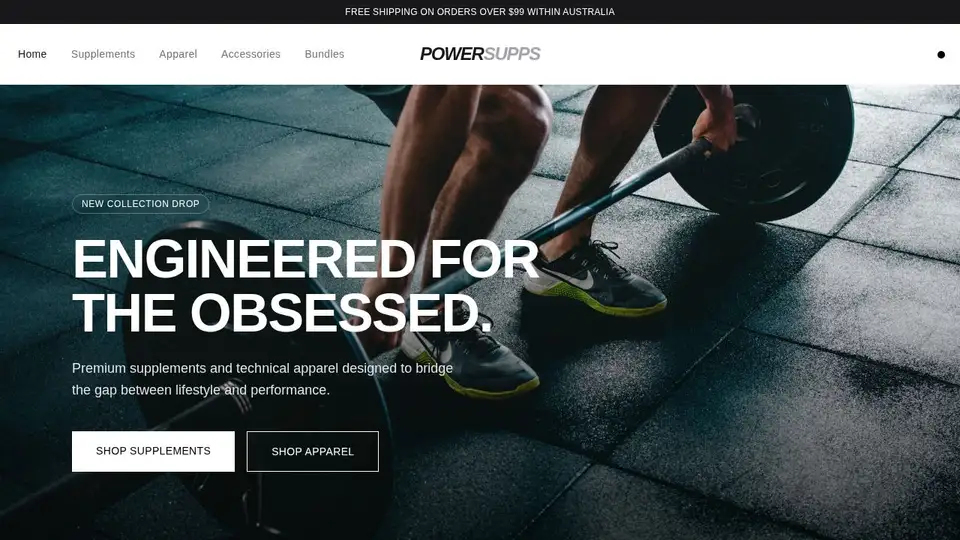 FREE SHIPPING ON ORDERS OVER $99 WITHIN AUSTRALIA
Home
Supplements
Apparel
Accessories
Bundles
POWERSUPPS
NEW COLLECTION DROP
ENGINEERED FOR
THE OBSESSED.
Premium supplements and technical apparel designed to bridge
the gap between lifestyle and performance.
SHOP SUPPLEMENTS
SHOP APPAREL